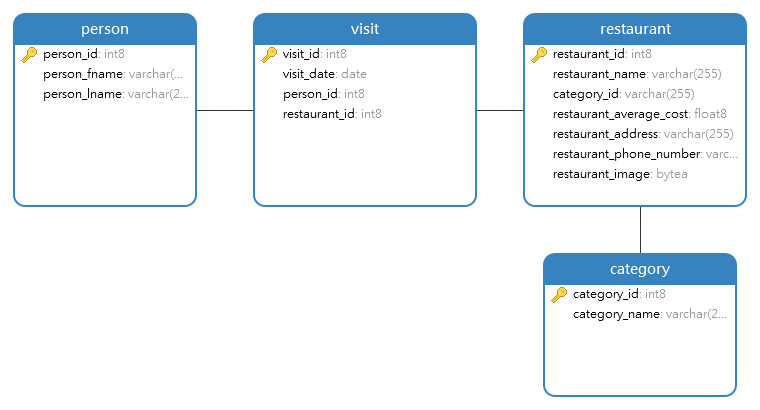 person
person_id: int8
person_fname: varchar(...
person_lname: varchar(2...
visit
visit_id: int8
visit_date: date
person_id: int8
restaurant_id: int8
restaurant
restaurant_id: int8
restaurant_name: varchar(255)
category_id: varchar(255)
restaurant_average_cost: float8
restaurant_address: varchar(255)
restaurant_phone_number: varc...
restaurant_image: bytea
category
category_id: int8
category_name: varchar(2...